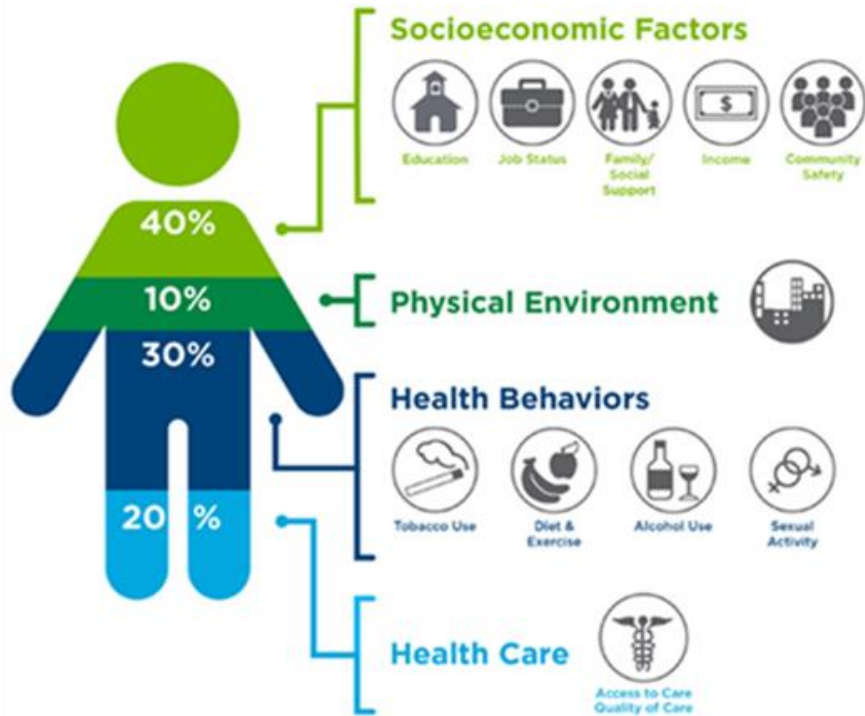 Socioeconomic Factors
$
Education
Job Status
Family/
Social
Support
Income
Community
Safety
40%
10%
Physical Environment
30%
Health Behaviors
Tobacco Use
Diet &
Exercise
Alcohol Use
Sexual
Activity
20 %
Health Care
Access to Care
Quality of Care